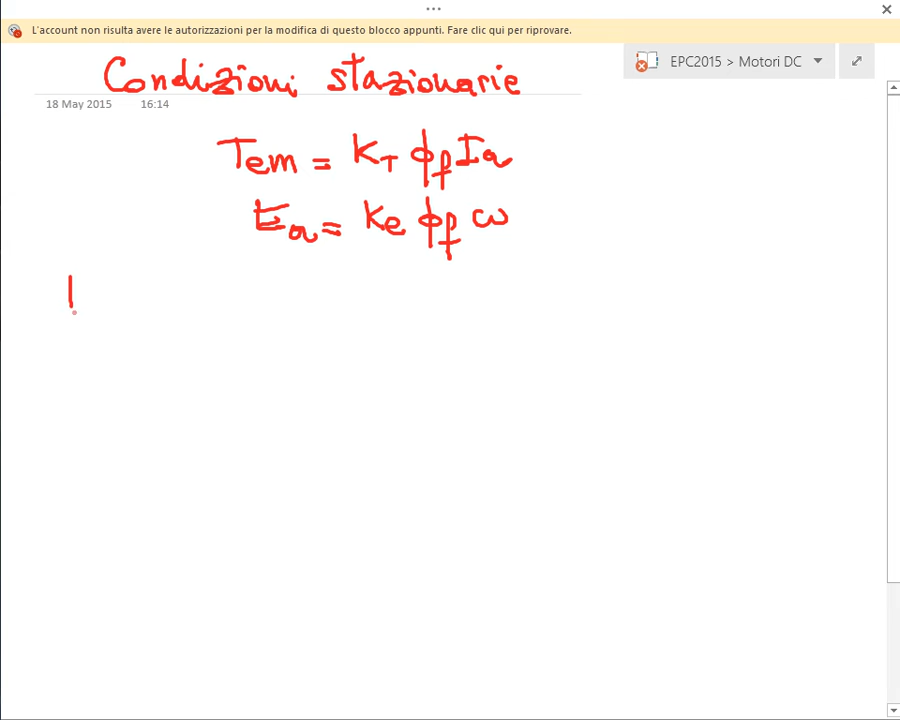 ...
L'account non risulta avere le autorizzazioni per la modifica di questo blocco appunti. Fare clic qui per riprovare.
EPC2015 > Motori DC
Condizioni stazionarie
18 May 2015 16:14
Tem = KT ϕf Ia
Ea = Ke ϕf ω